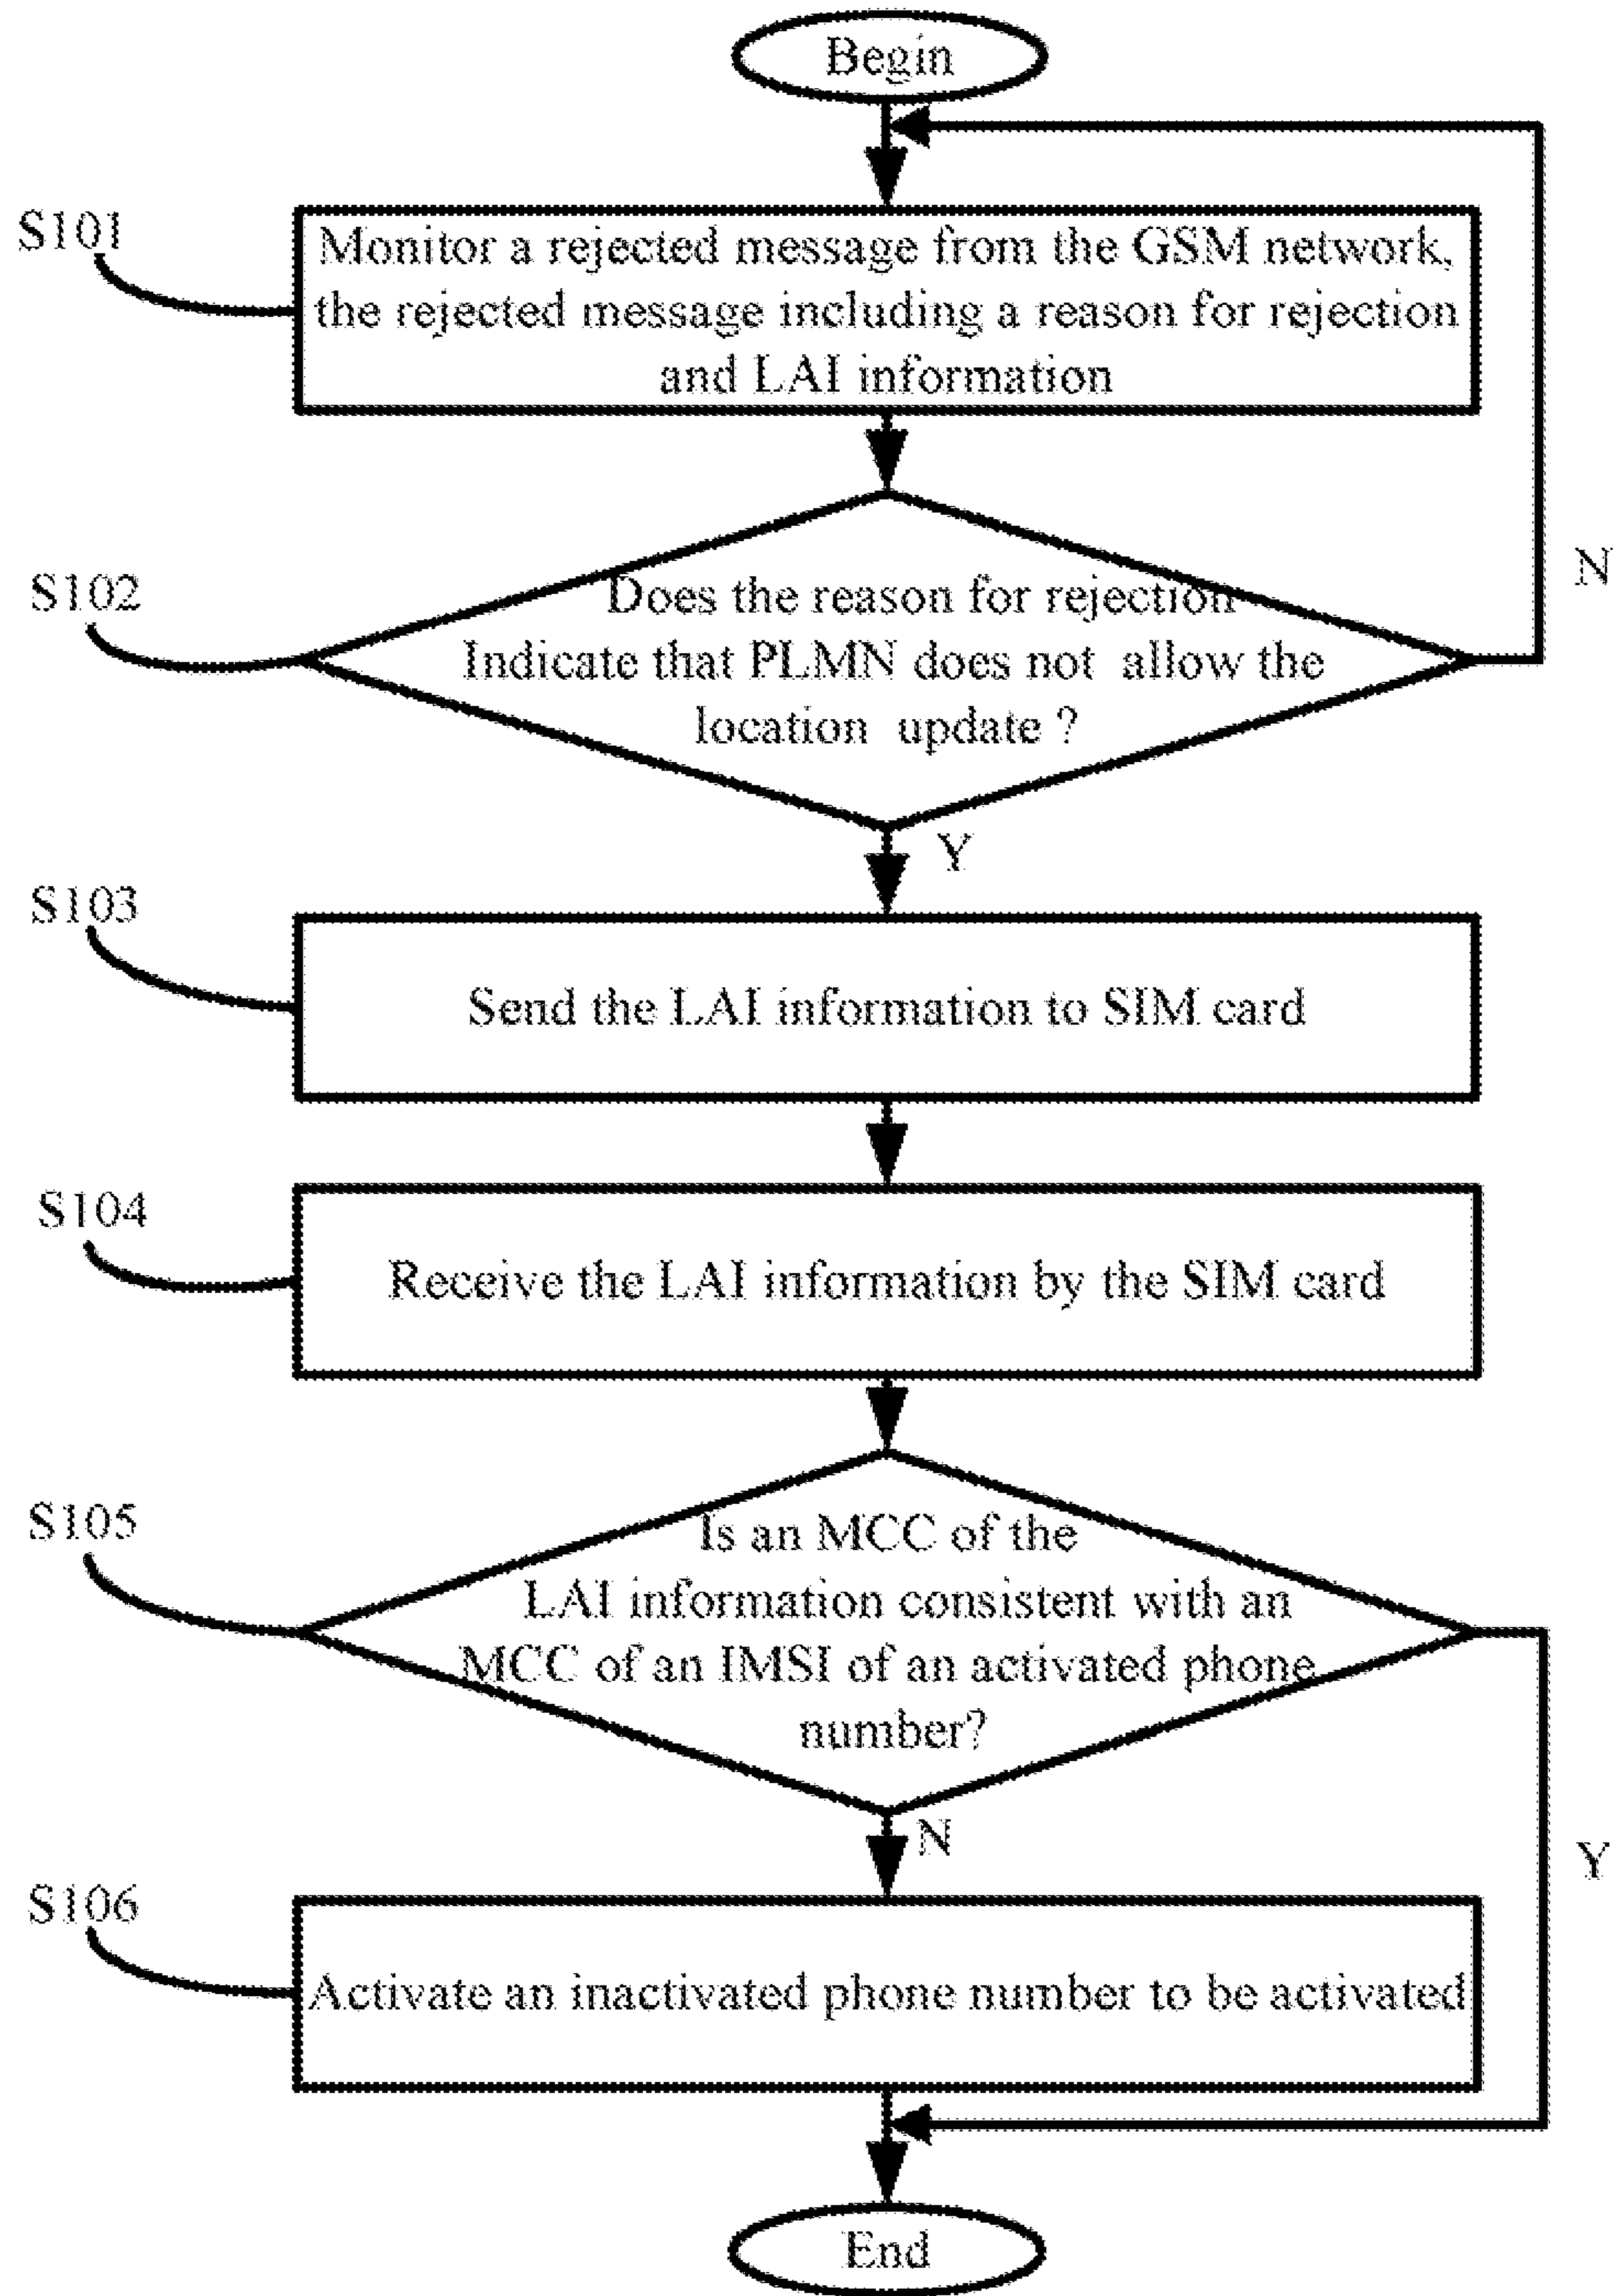 Begin
S101
Monitor a rejected message from the GSM network,
the rejected message including a reason for rejection
and LAI information
S102
Does the reason for rejection
Indicate that PLMN does not allow the
location update ?
N
Y
S103
Send the LAI information to SIM card
S104
Receive the LAI information by the SIM card
S105
Is an MCC of the
LAI information consistent with an
MCC of an IMSI of an activated phone
number?
N
Y
S106
Activate an inactivated phone number to be activated
End